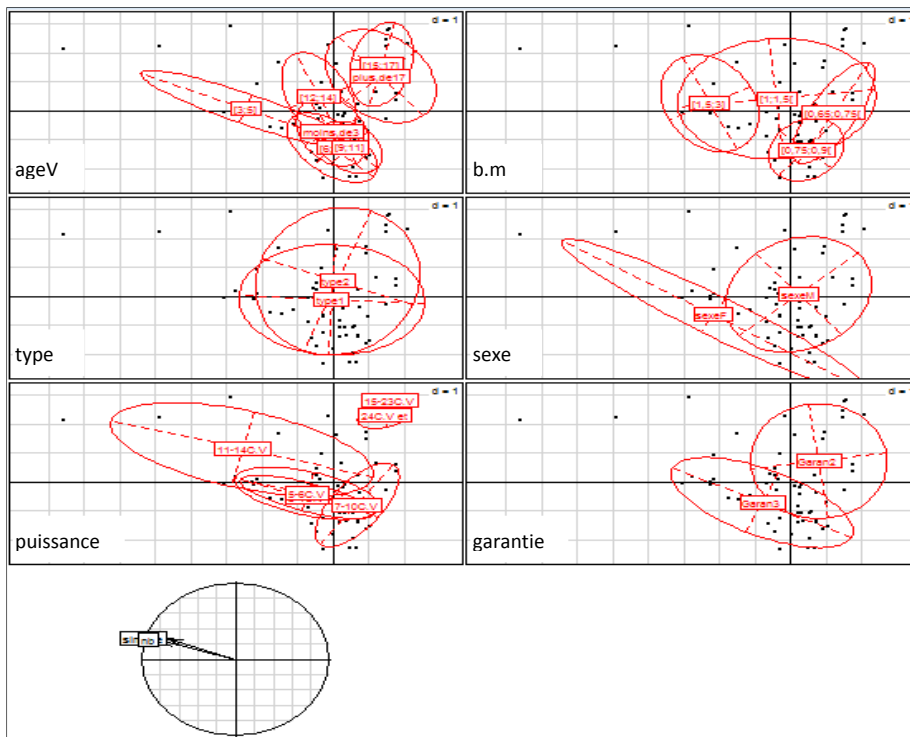 d = 1
[15;17]
plus.de17
[12;14]
[3;5]
moins.de3
[9;11]
ageV
d = 1
[1,5;3]
[1;1,5[
[0,65;0,75[
[0,75;0,9[
b.m
d = 1
type2
type1
type
d = 1
sexeM
sexeF
sexe
d = 1
15-23C.V
24C.V et
11-14C.V
5-6C.V
7-10C.V
puissance
d = 1
Garan2
Garan3
garantie
nb